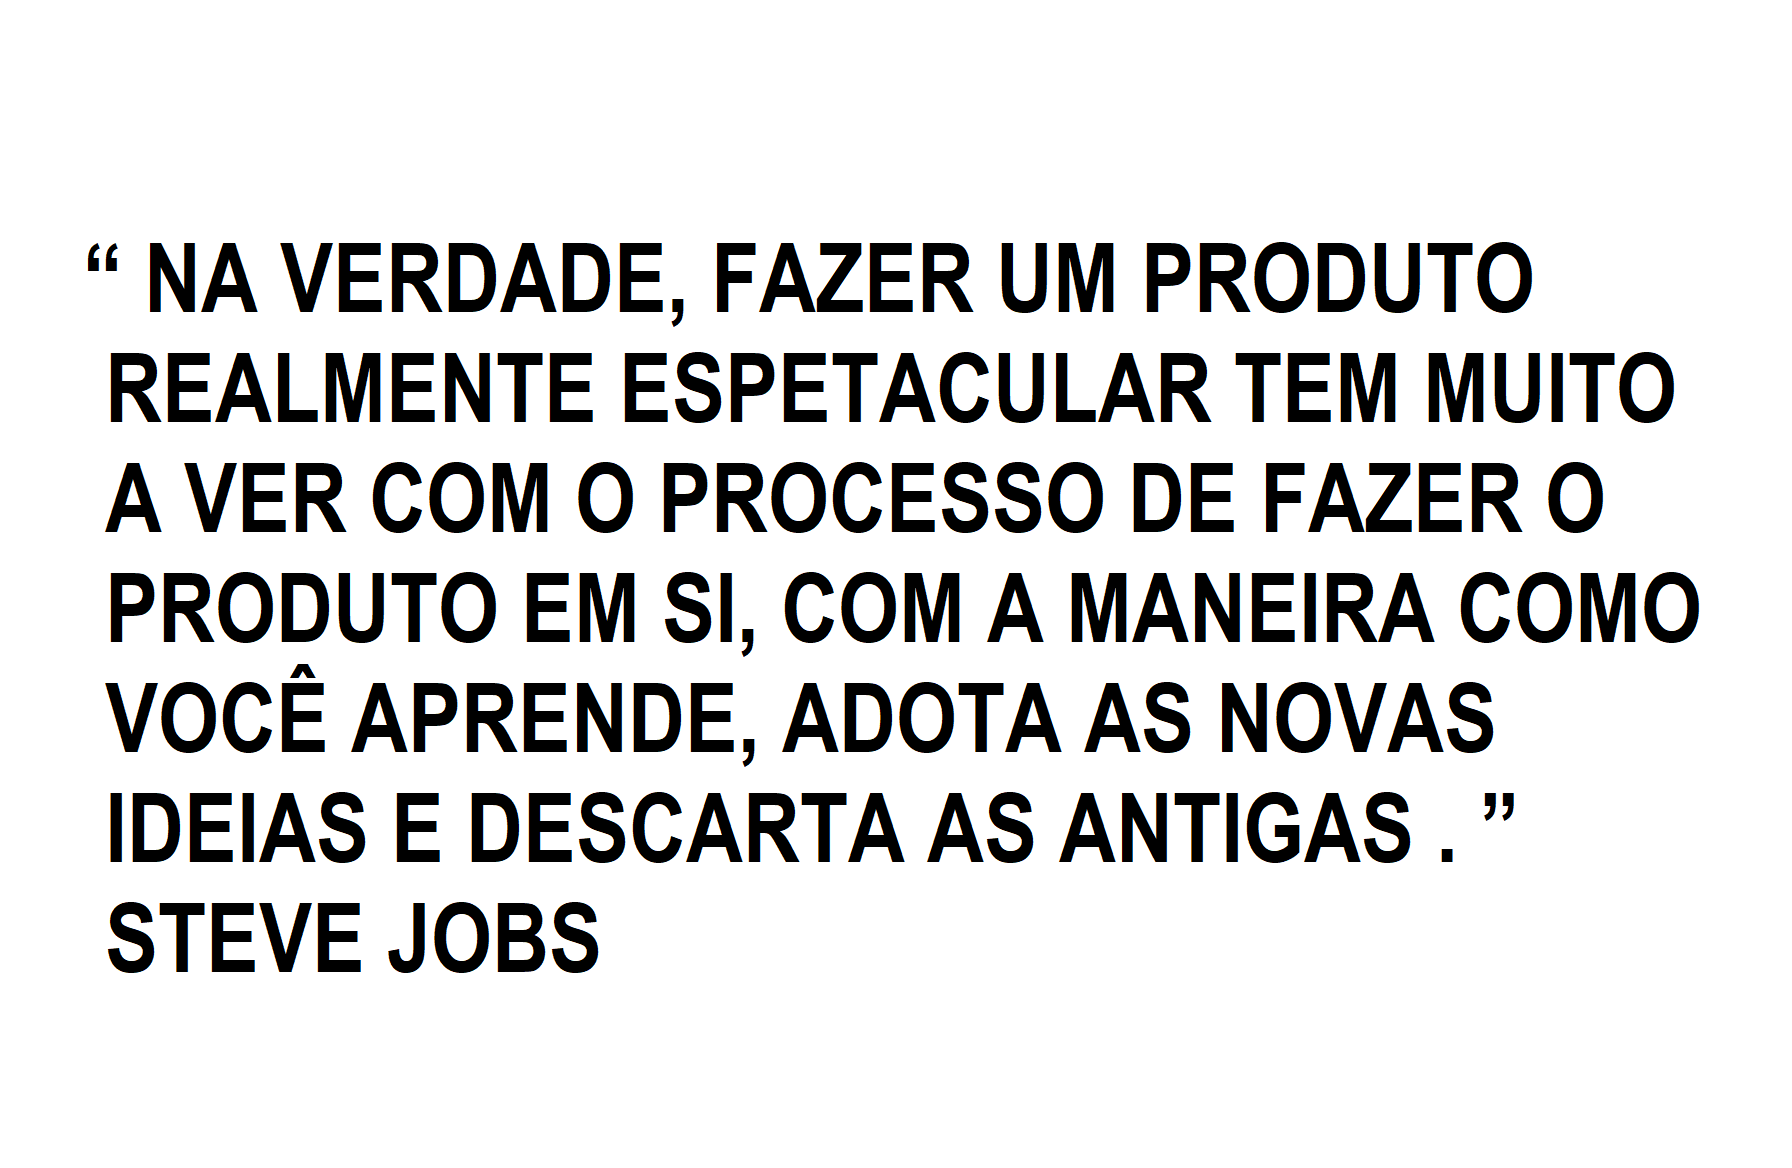 “ NA VERDADE, FAZER UM PRODUTO
REALMENTE ESPETACULAR TEM MUITO
A VER COM O PROCESSO DE FAZER O
PRODUTO EM SI, COM A MANEIRA COMO
VOCÊ APRENDE, ADOTA AS NOVAS
IDEIAS E DESCARTA AS ANTIGAS . ”
STEVE JOBS